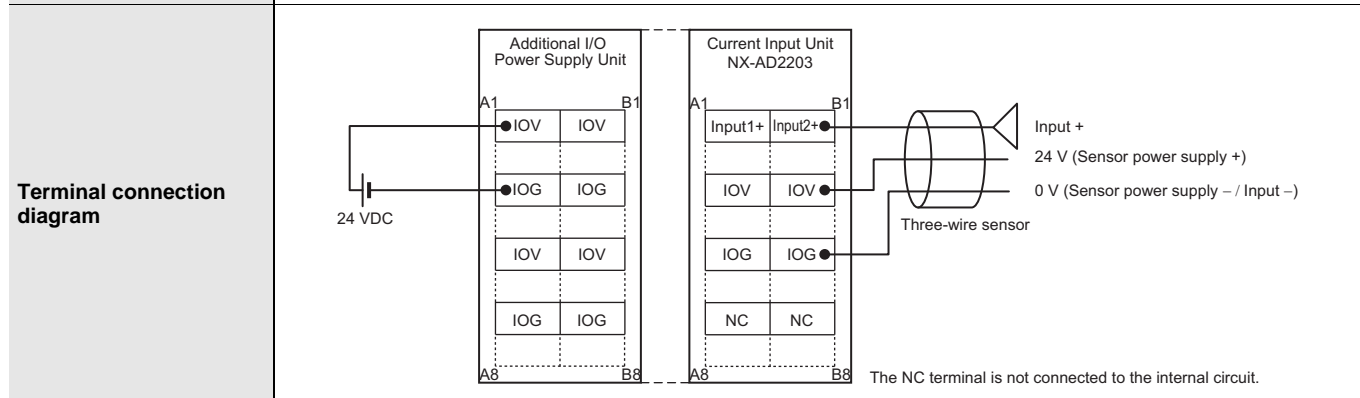 Terminal connection
diagram
Additional I/O
Power Supply Unit
A1 B1
IOV IOV
IOG IOG
24 VDC
IOV IOV
IOG IOG
A8 B8
Current Input Unit
NX-AD2203
A1 B1
Input1+ Input2+
IOV IOV
IOG IOG
NC NC
A8 B8
Input +
24 V (Sensor power supply +)
0 V (Sensor power supply – / Input –)
Three-wire sensor
The NC terminal is not connected to the internal circuit.